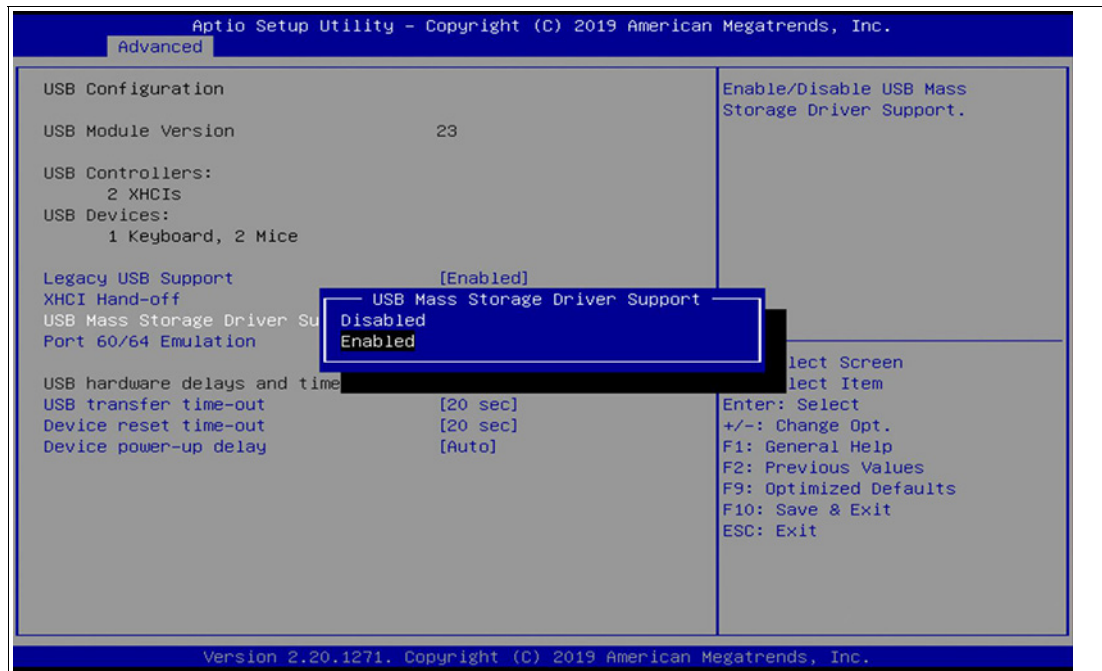 Aptio Setup Utility – Copyright (C) 2019 American Megatrends, Inc.
Advanced
USB Configuration
USB Module Version 23
USB Controllers:
2 XHCIs
USB Devices:
1 Keyboard, 2 Mice
Legacy USB Support [Enabled]
XHCI Hand-off
USB Mass Storage Driver Su
Port 60/64 Emulation
USB hardware delays and time
USB transfer time-out [20 sec]
Device reset time-out [20 sec]
Device power-up delay [Auto]
USB Mass Storage Driver Support
Disabled
Enabled
Enable/Disable USB Mass
Storage Driver Support.
lect Screen
lect Item
Enter: Select
+/-: Change Opt.
F1: General Help
F2: Previous Values
F9: Optimized Defaults
F10: Save & Exit
ESC: Exit
Version 2.20.1271. Copyright (C) 2019 American Megatrends, Inc.